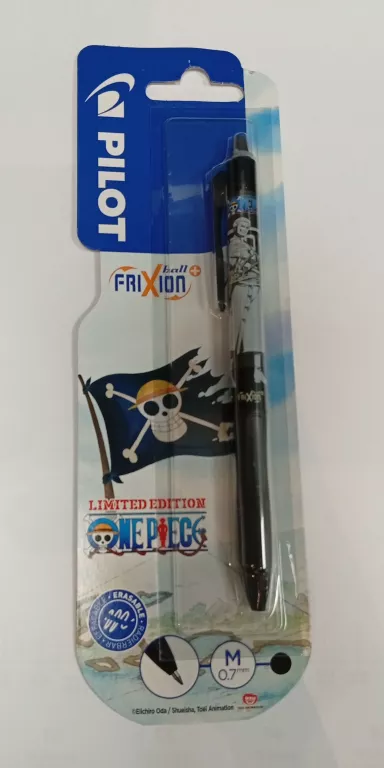 PILOT
FRIXION
ball+
LIMITED EDITION
ONE PIECE
ERASABLE
M
0.7mm
©Eiichiro Oda / Shueisha, Toei Animation